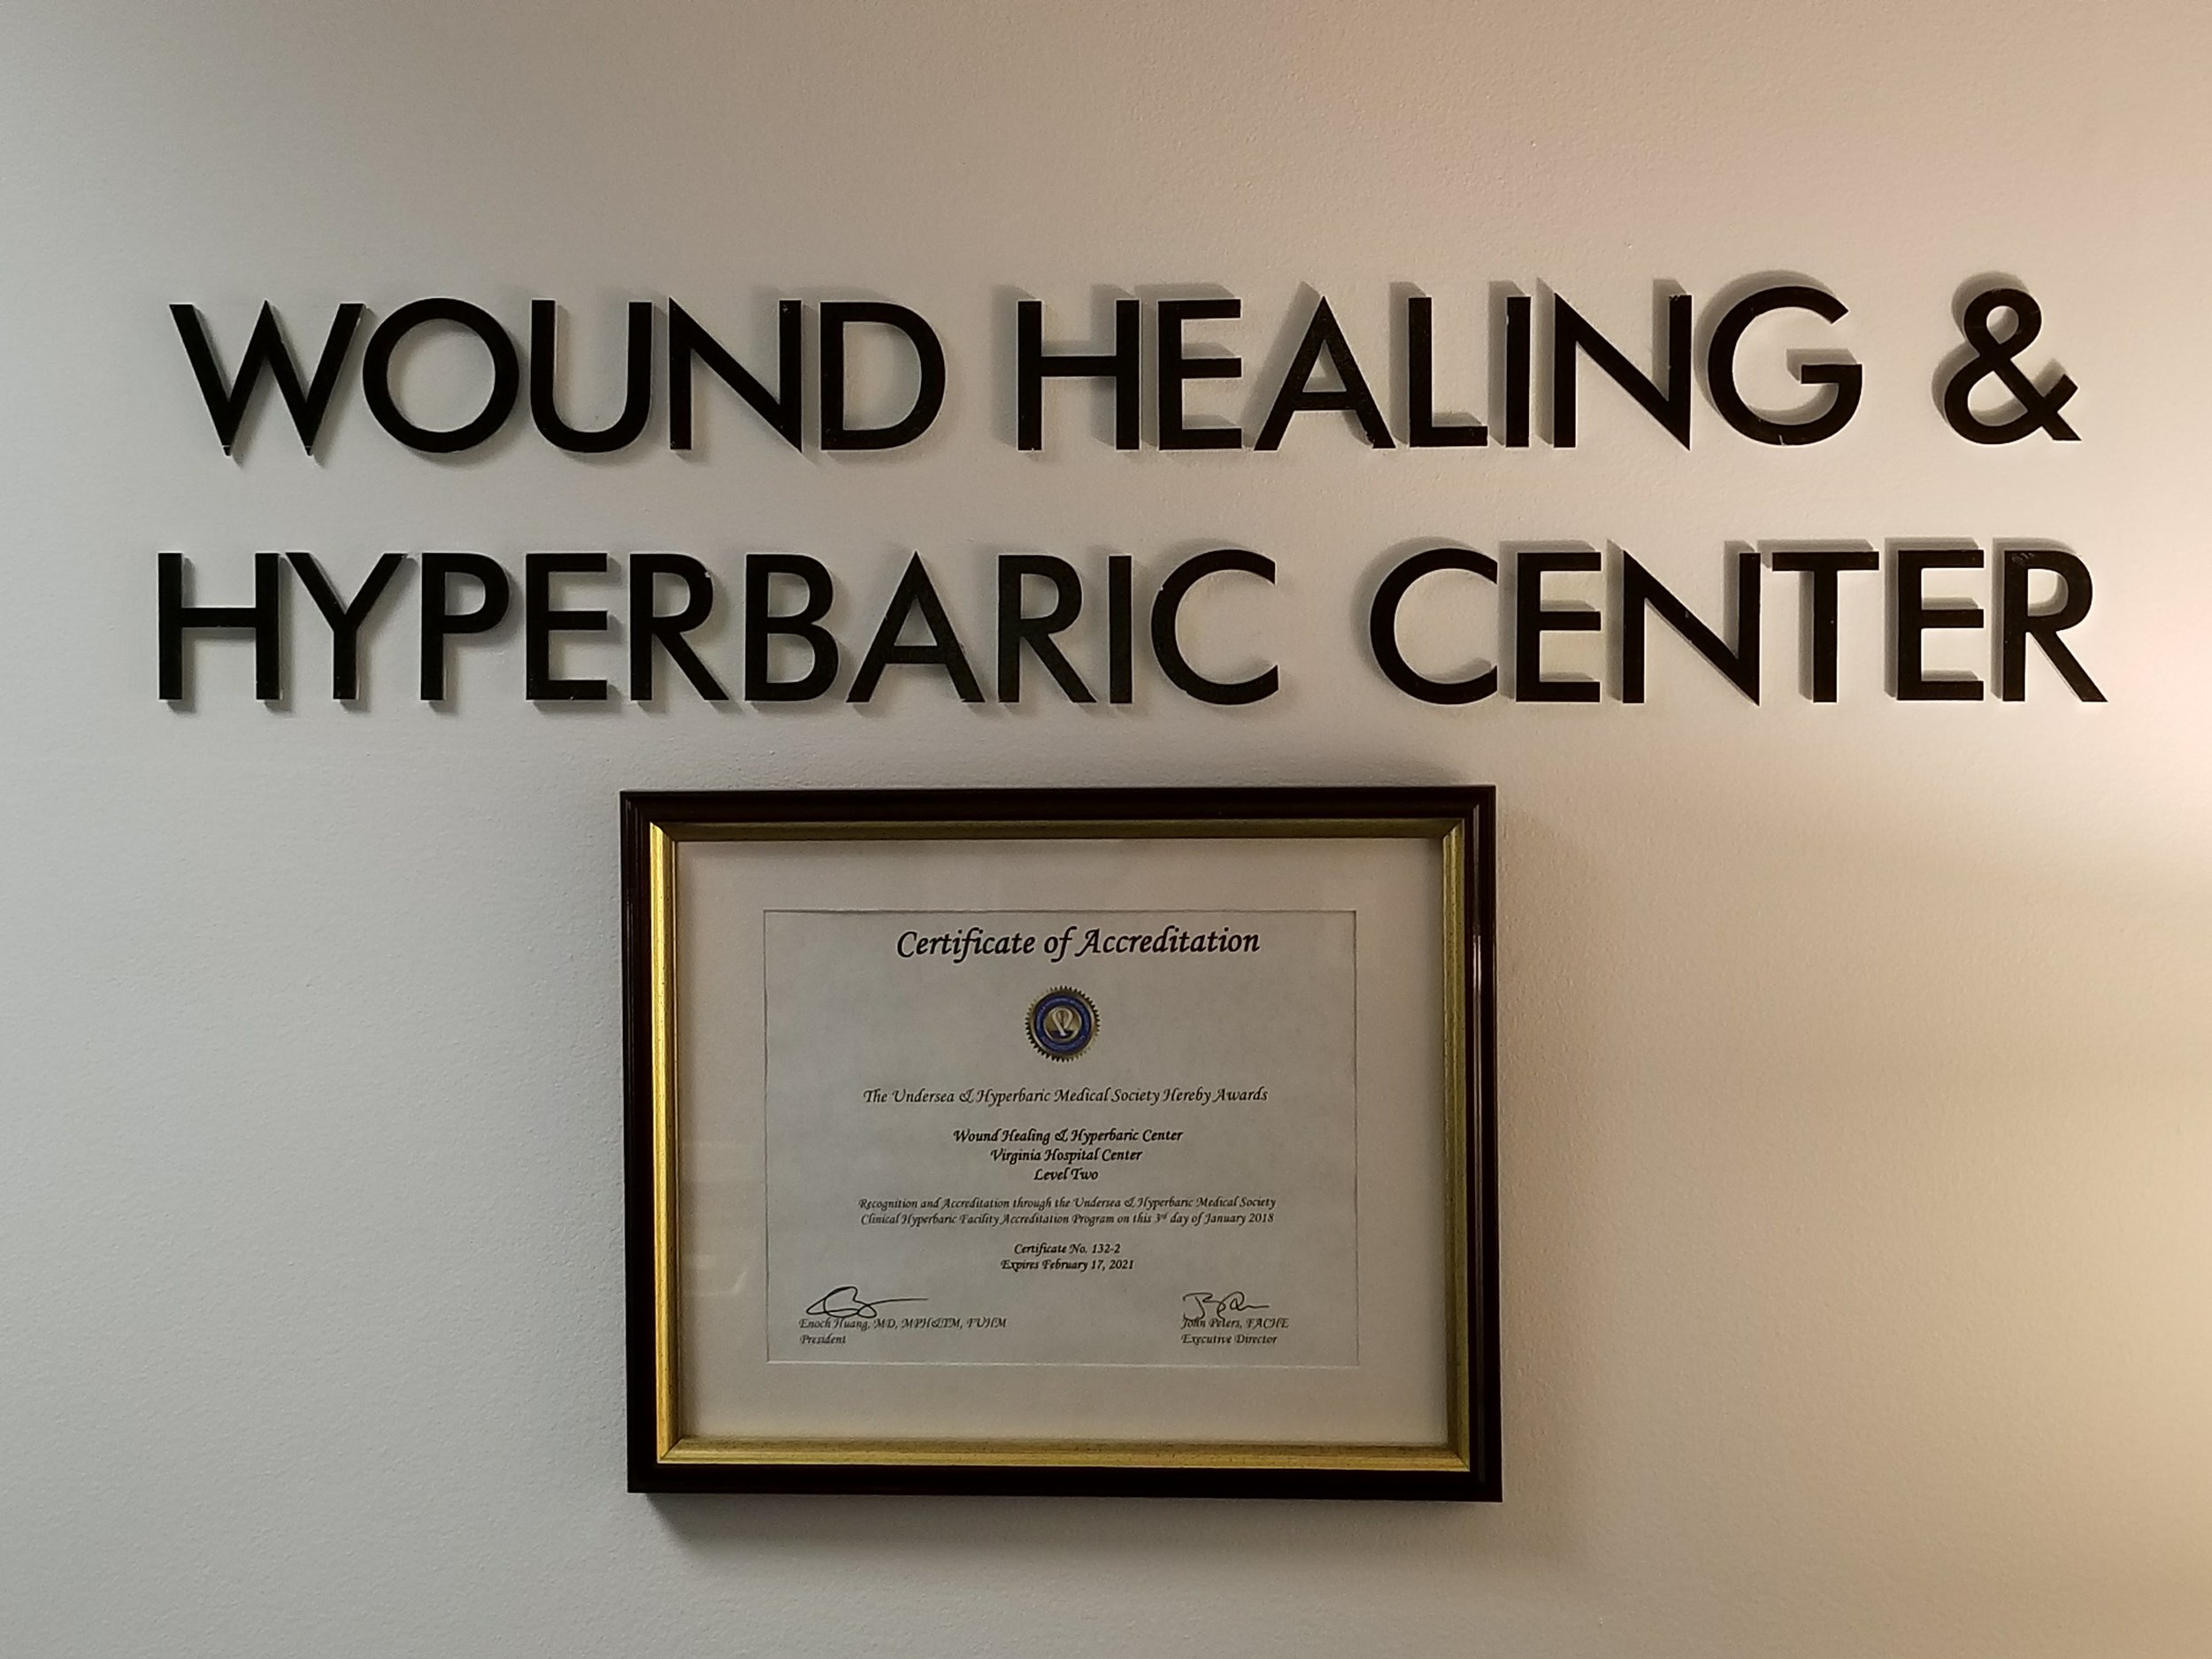 WOUND HEALING &
HYPERBARIC CENTER
Certificate of Accreditation
The Undersea & Hyperbaric Medical Society Hereby Awards
Wound Healing & Hyperbaric Center
Virginia Hospital Center
Level Two
Recognition and Accreditation through the Undersea & Hyperbaric Medical Society
Clinical Hyperbaric Facility Accreditation Program on this 3rd day of January 2018
Certificate No. 132-2
Expires February 17, 2021
Enoch Huang, MD, MPH&TM, FUHM
President
John Peters, FACHE
Executive Director